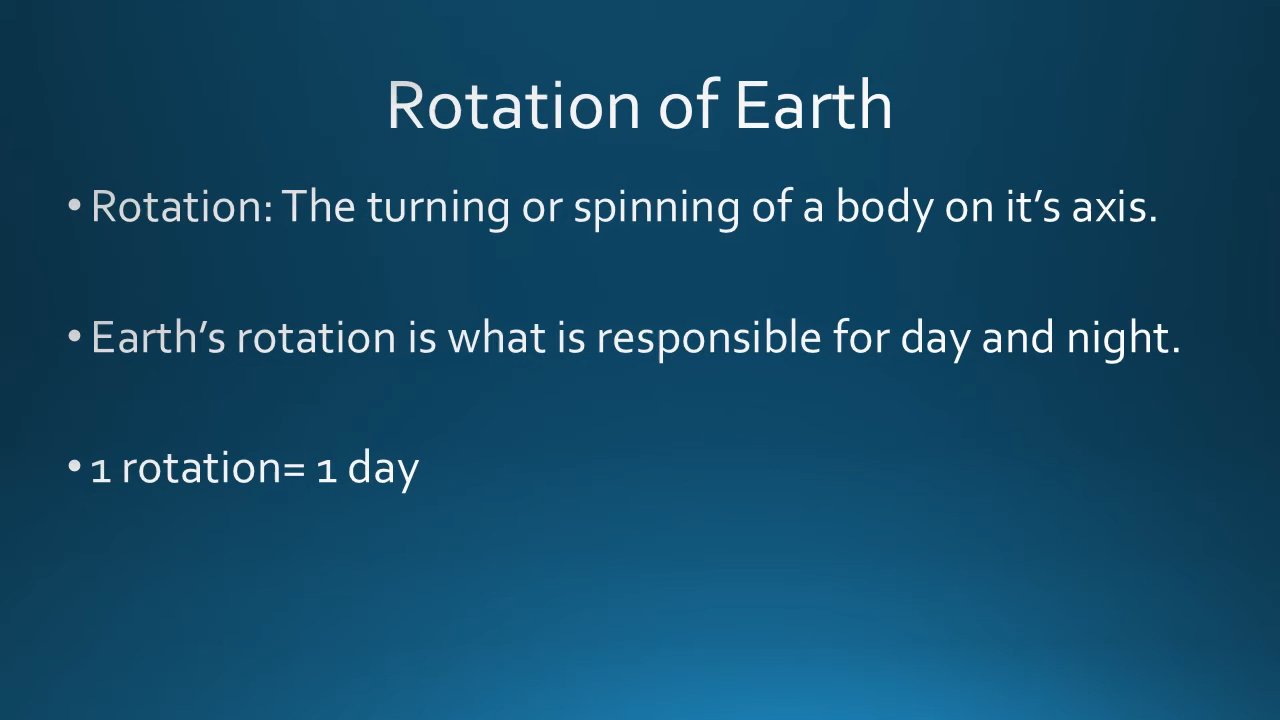 Rotation of Earth
• Rotation: The turning or spinning of a body on it’s axis.
• Earth’s rotation is what is responsible for day and night.
• 1 rotation= 1 day